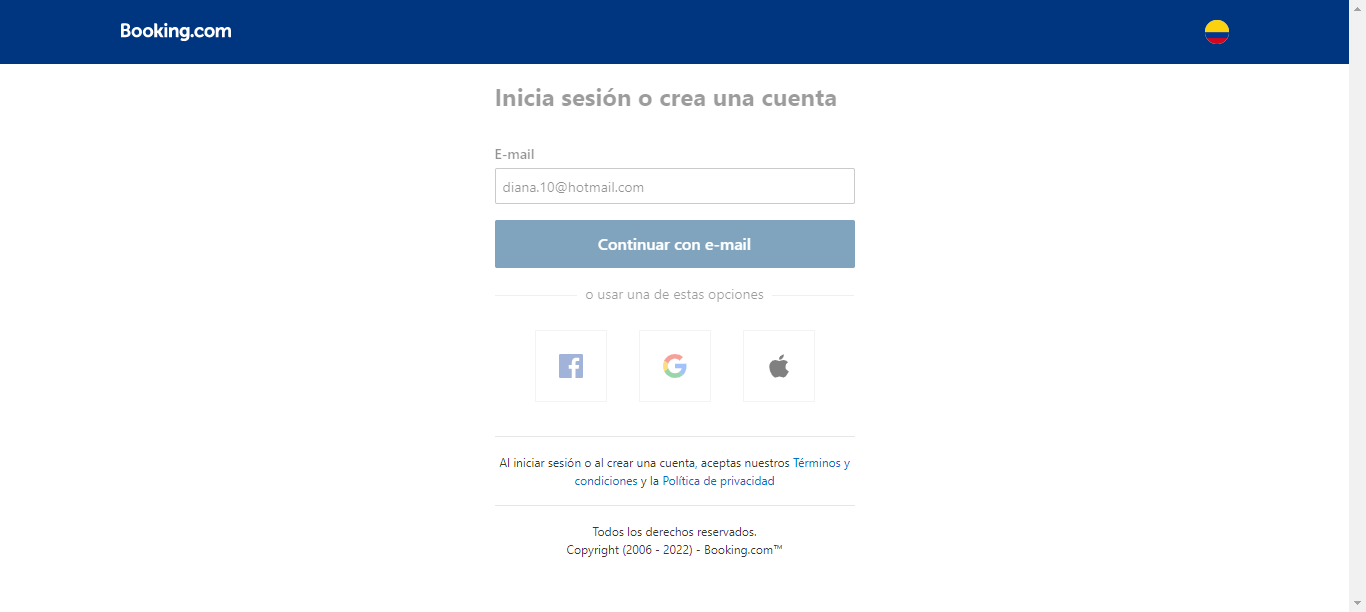 Booking.com
Inicia sesión o crea una cuenta
E-mail
diana.10@hotmail.com
Continuar con e-mail
o usar una de estas opciones
Al iniciar sesión o al crear una cuenta, aceptas nuestros Términos y
condiciones y la Política de privacidad
Todos los derechos reservados.
Copyright (2006 - 2022) - Booking.com™